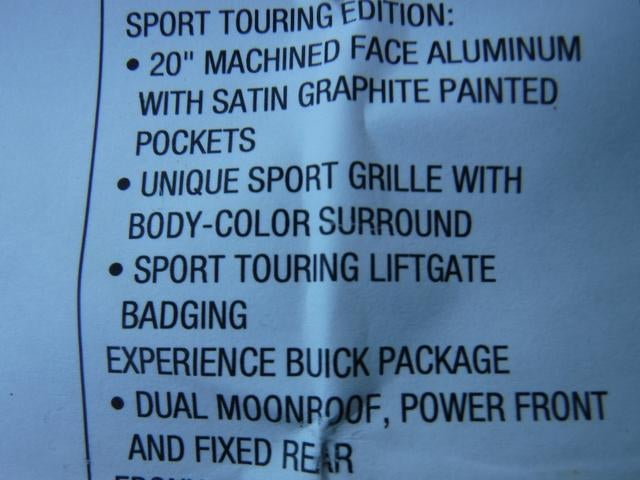 SPORT TOURING EDITION:
• 20" MACHINED FACE ALUMINUM
WITH SATIN GRAPHITE PAINTED
POCKETS
• UNIQUE SPORT GRILLE WITH
BODY-COLOR SURROUND
• SPORT TOURING LIFTGATE
BADGING
EXPERIENCE BUICK PACKAGE
• DUAL MOONROOF, POWER FRONT
AND FIXED REAR